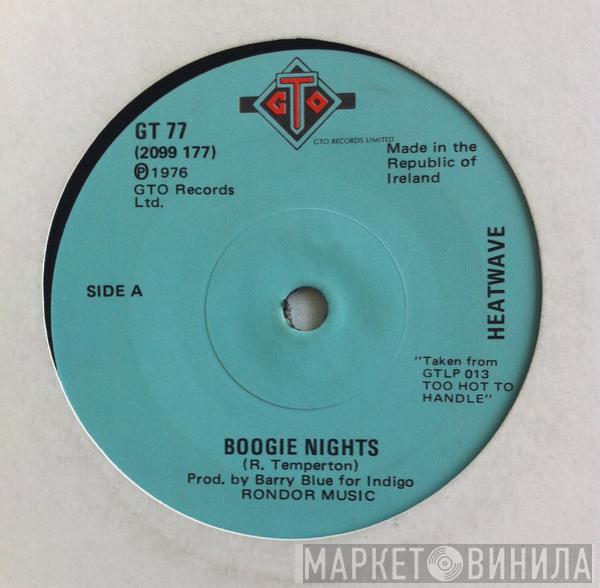 GTO
GTO RECORDS LIMITED
GT 77
(2099 177)
Ⓟ1976
GTO Records
Ltd.
Made in the
Republic of
Ireland
SIDE A
HEATWAVE
"Taken from
GTLP 013
TOO HOT TO
HANDLE"
BOOGIE NIGHTS
(R. Temperton)
Prod. by Barry Blue for Indigo
RONDOR MUSIC
МАРКЕТ ВИНИЛА